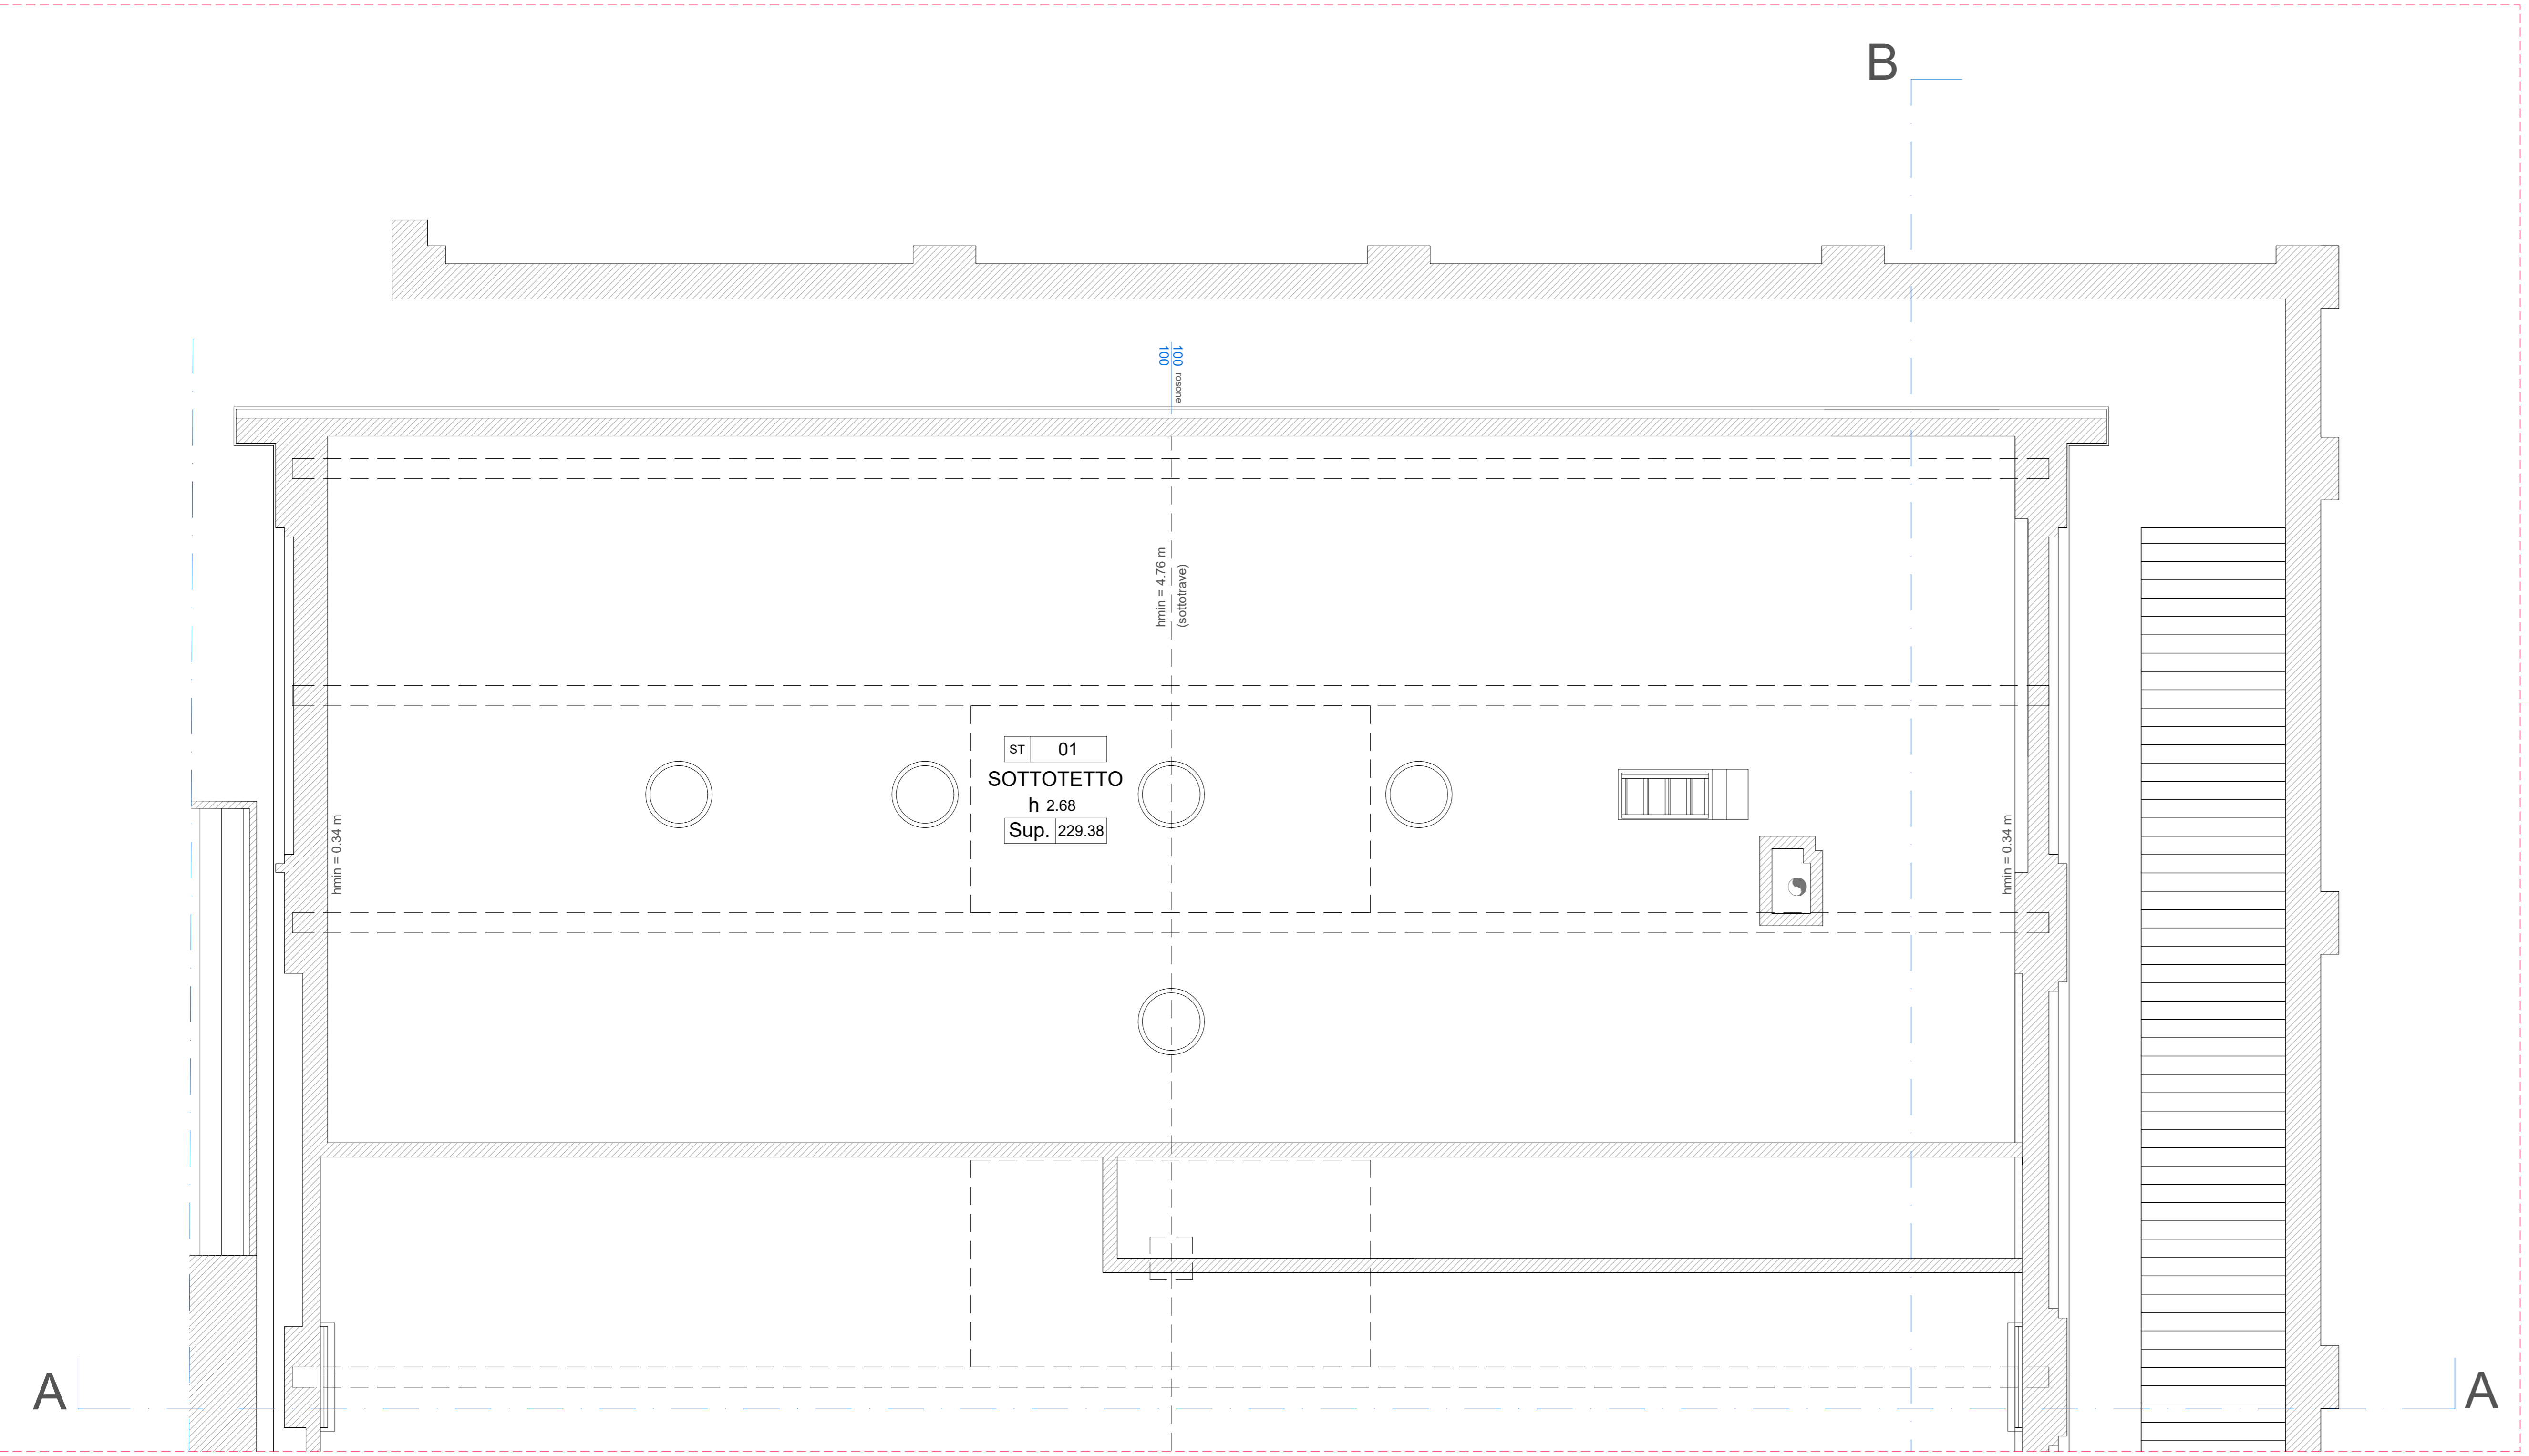 B
100
100 rosone
hmin = 4.76 m
(sottotrave)
ST 01
SOTTOTETTO
h 2.68
Sup. 229.38
hmin = 0.34 m
hmin = 0.34 m
A
A